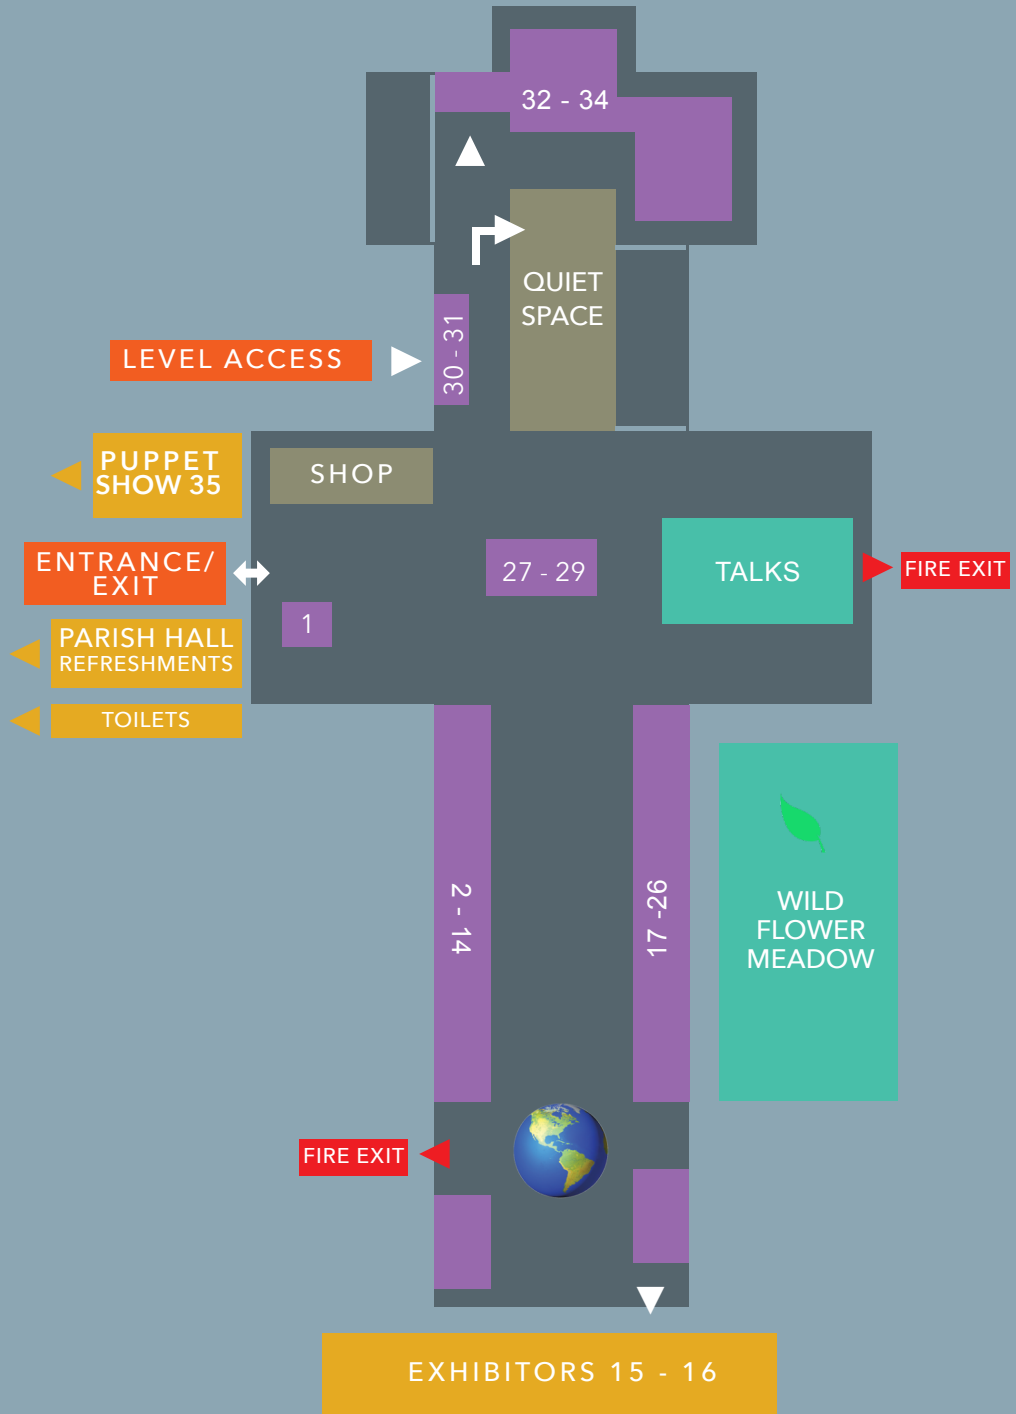 32 - 34
QUIET
SPACE
30 - 31
LEVEL ACCESS
PUPPET
SHOW 35
SHOP
ENTRANCE/
EXIT
27 - 29
TALKS
FIRE EXIT
1
PARISH HALL
REFRESHMENTS
TOILETS
2 - 14
17 -26
WILD
FLOWER
MEADOW
FIRE EXIT
EXHIBITORS 15 - 16